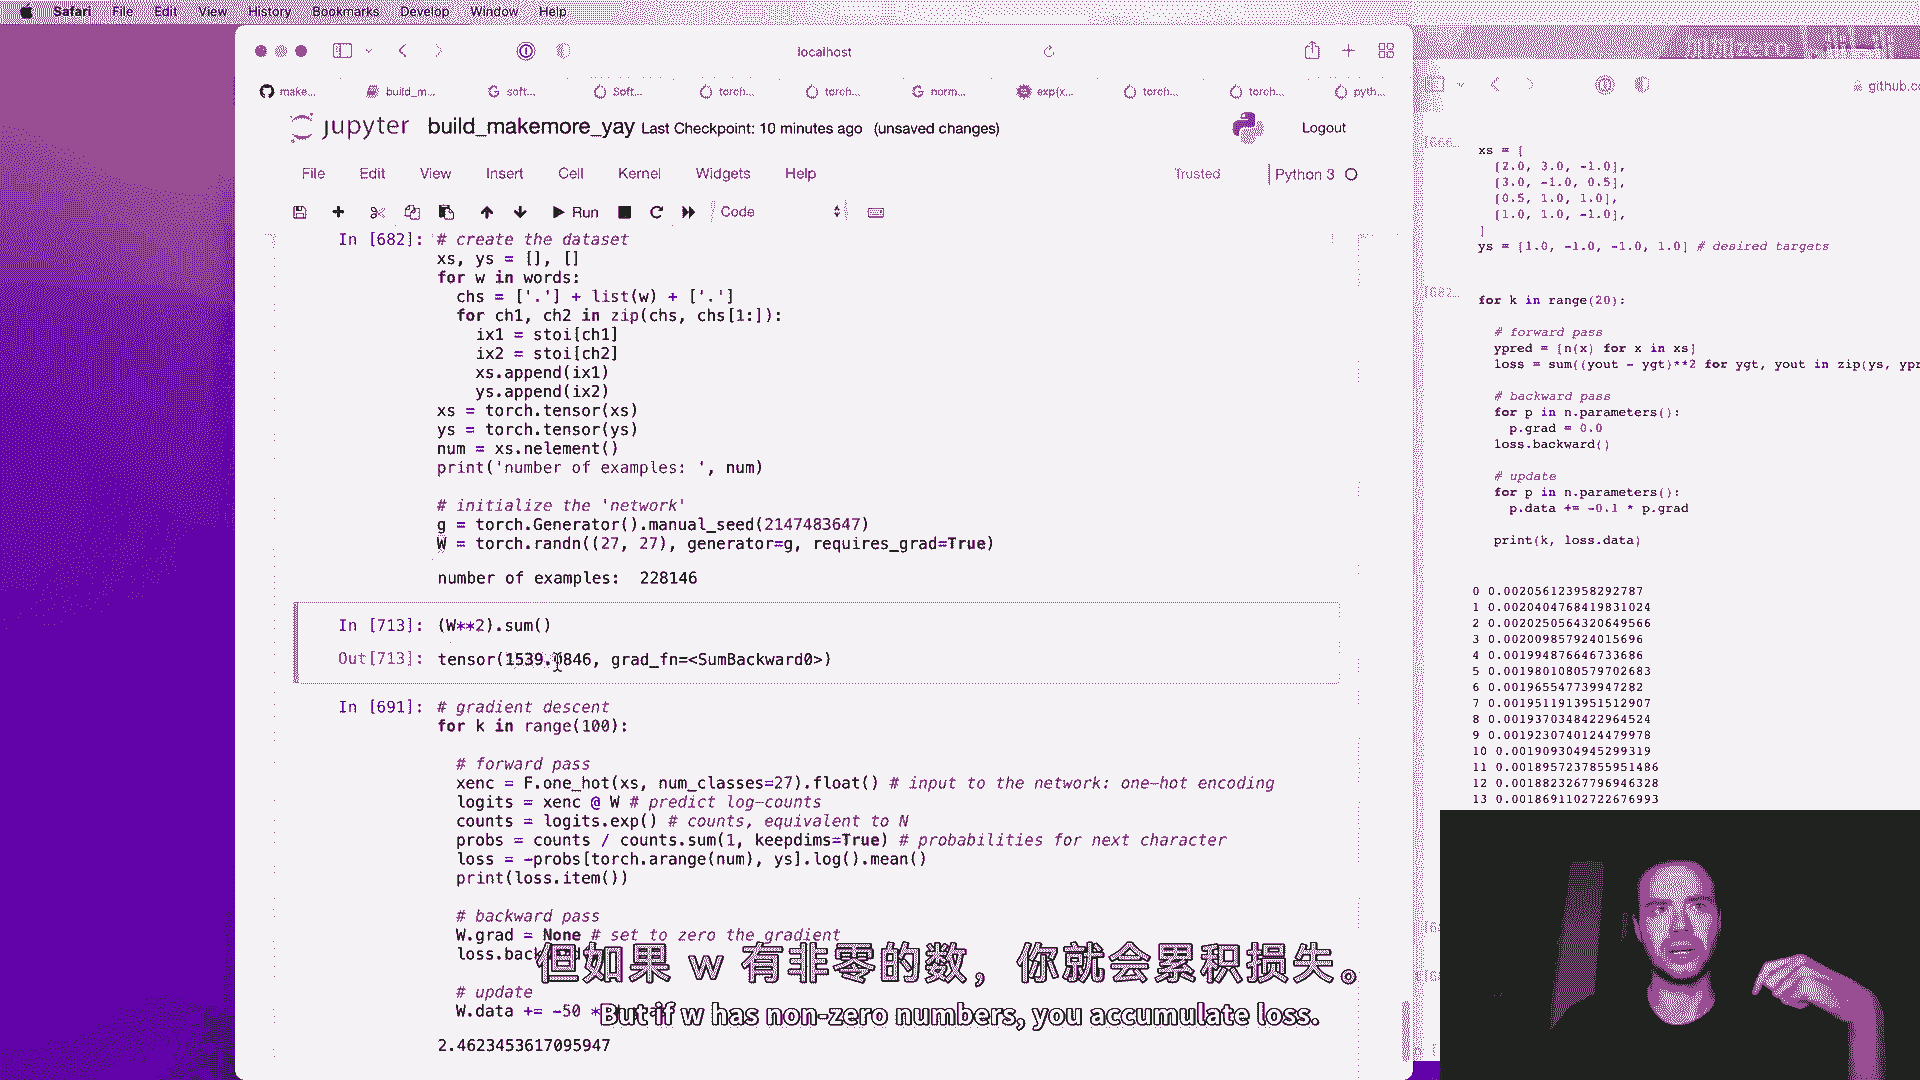 Safari File Edit View History Bookmarks Develop Window Help
localhost
make... build_m... soft... Soft... torch... torch... norm... exp(x... torch... torch... pyth...
jupyter build_makemore_yay Last Checkpoint: 10 minutes ago (unsaved changes)
Logout
File Edit View Insert Cell Kernel Widgets Help
Trusted Python 3
Run Code
In [682]: # create the dataset
xs, ys = [], []
for w in words:
chs = ['.'] + list(w) + ['.']
for ch1, ch2 in zip(chs, chs[1:]):
ix1 = stoi[ch1]
ix2 = stoi[ch2]
xs.append(ix1)
ys.append(ix2)
xs = torch.tensor(xs)
ys = torch.tensor(ys)
num = xs.nelement()
print('number of examples: ', num)
# initialize the 'network'
g = torch.Generator().manual_seed(2147483647)
W = torch.randn((27, 27), generator=g, requires_grad=True)
number of examples:  228146
In [713]: (W**2).sum()
Out[713]: tensor(1539.0846, grad_fn=<SumBackward0>)
In [691]: # gradient descent
for k in range(100):
# forward pass
xenc = F.one_hot(xs, num_classes=27).float() # input to the network: one-hot encoding
logits = xenc @ W # predict log-counts
counts = logits.exp() # counts, equivalent to N
probs = counts / counts.sum(1, keepdims=True) # probabilities for next character
loss = -probs[torch.arange(num), ys].log().mean()
print(loss.item())
# backward pass
W.grad = None # set to zero the gradient
loss.back
# update
W.data += -50 *
2.4623453617095947
zero
github.co
xs = [
[2.0, 3.0, -1.0],
[3.0, -1.0, 0.5],
[0.5, 1.0, 1.0],
[1.0, 1.0, -1.0],
]
ys = [1.0, -1.0, -1.0, 1.0] # desired targets
for k in range(20):
# forward pass
ypred = [n(x) for x in xs]
loss = sum((yout - ygt)**2 for ygt, yout in zip(ys, ypr
# backward pass
for p in n.parameters():
p.grad = 0.0
loss.backward()
# update
for p in n.parameters():
p.data += -0.1 * p.grad
print(k, loss.data)
0 0.002056123958292787
1 0.0020404768419831024
2 0.0020250564320649566
3 0.002009857924015696
4 0.001994876646733686
5 0.0019801080579702683
6 0.0019655477399​47282
7 0.0019511913951512907
8 0.0019370348422964524
9 0.0019230740124479978
10 0.001909304945299319
11 0.0018957237855951486
12 0.0018823267796946328
13 0.0018691102722676993
但如果 w 有非零的数，你就会累积损失。
But if w has non-zero numbers, you accumulate loss.